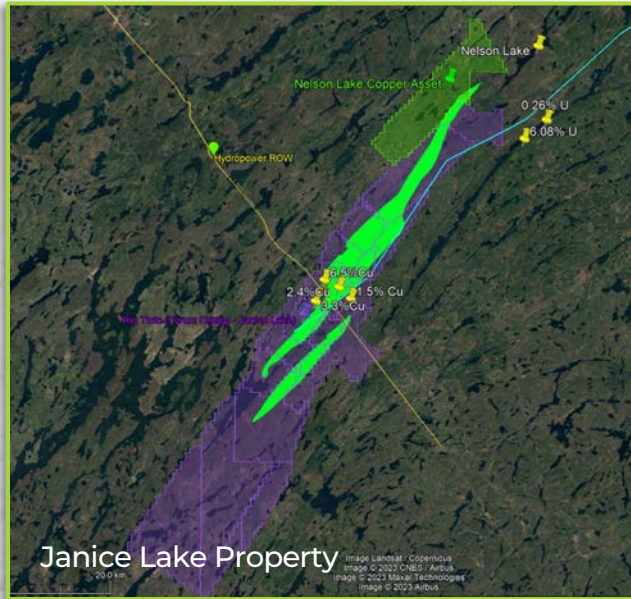 Nelson Lake
Nelson Lake Copper Asset
0.26% U
6.08% U
Hydropower ROW
6.5%Cu
2.4%Cu
1.5% Cu
3.3%Cu
Janice Lake Property
20.0 km
Image Landsat / Copernicus
Image © 2023 CNES / Airbus
Image © 2023 Maxar Technologies
Image © 2023 Airbus